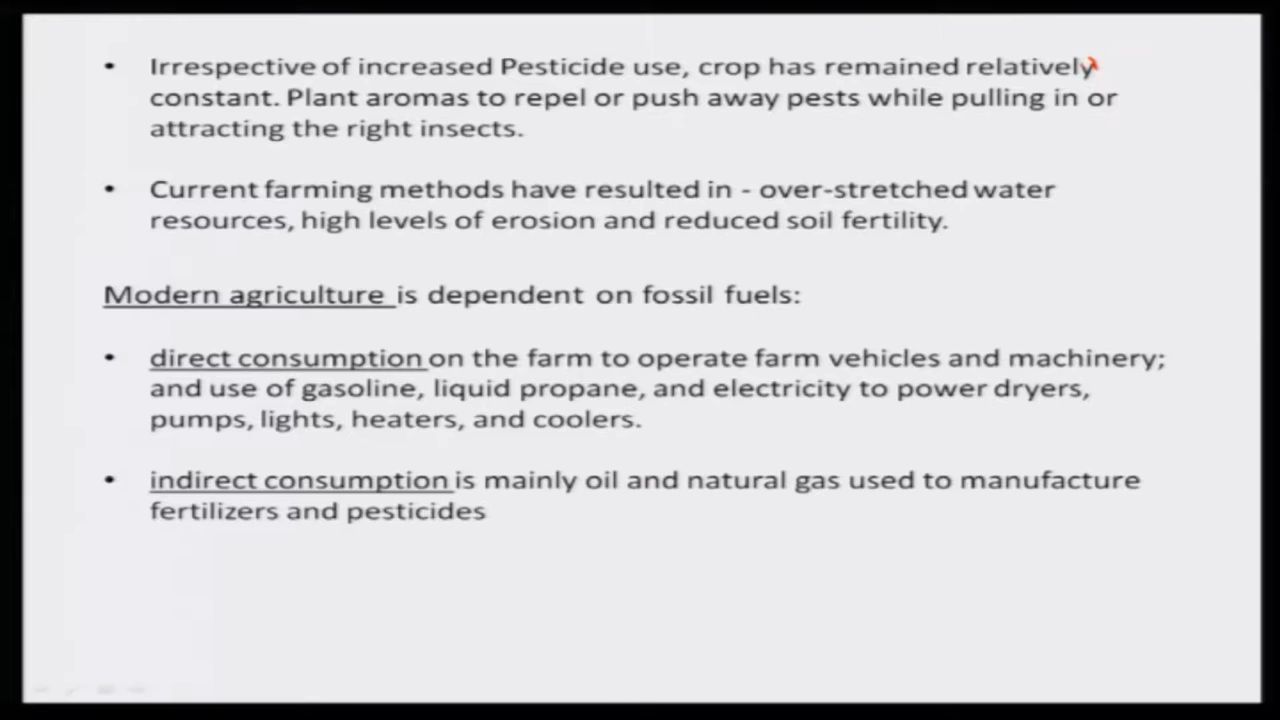 • Irrespective of increased Pesticide use, crop has remained relatively
constant. Plant aromas to repel or push away pests while pulling in or
attracting the right insects.
• Current farming methods have resulted in - over-stretched water
resources, high levels of erosion and reduced soil fertility.
Modern agriculture is dependent on fossil fuels:
• direct consumption on the farm to operate farm vehicles and machinery;
and use of gasoline, liquid propane, and electricity to power dryers,
pumps, lights, heaters, and coolers.
• indirect consumption is mainly oil and natural gas used to manufacture
fertilizers and pesticides